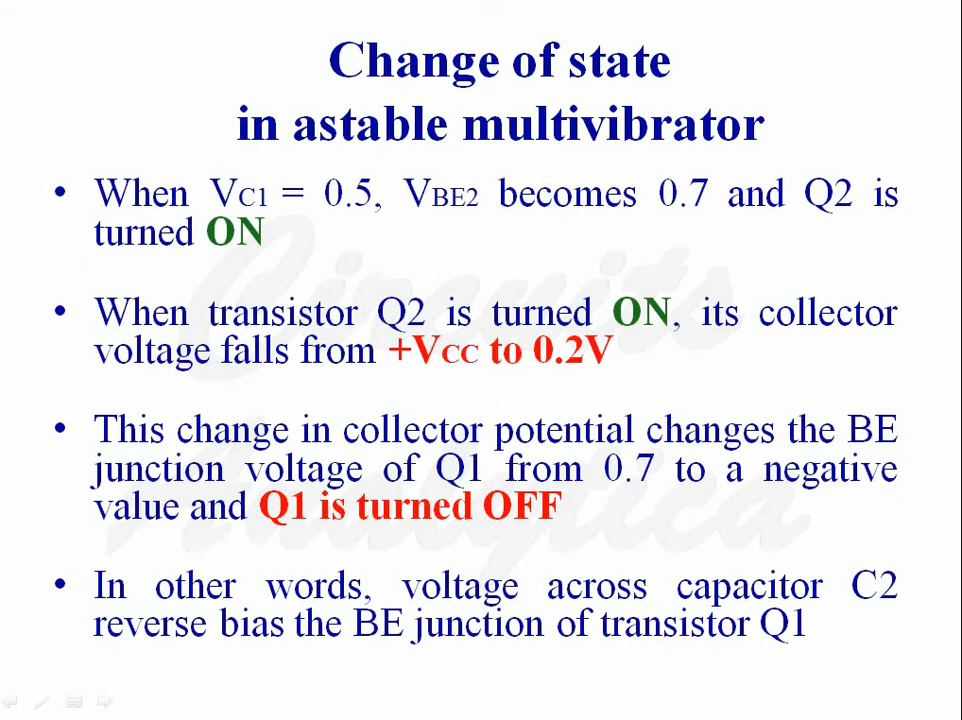 Change of state
in astable multivibrator
• When VC1 = 0.5, VBE2 becomes 0.7 and Q2 is
turned ON
• When transistor Q2 is turned ON, its collector
voltage falls from +VCC to 0.2V
• This change in collector potential changes the BE
junction voltage of Q1 from 0.7 to a negative
value and Q1 is turned OFF
• In other words, voltage across capacitor C2
reverse bias the BE junction of transistor Q1
Circuits
Analytica